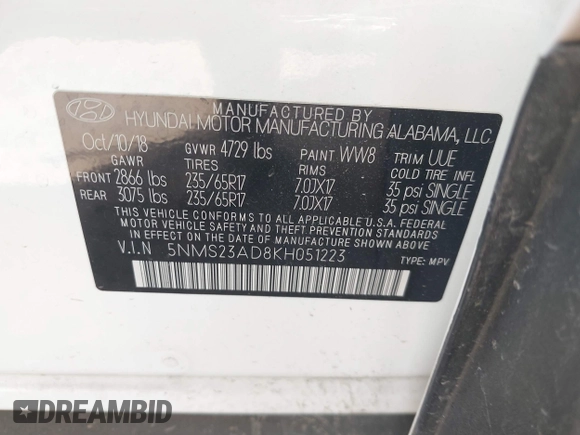 MANUFACTURED BY
HYUNDAI MOTOR MANUFACTURING ALABAMA, LLC
Oct/10/18 GVWR 4729 lbs PAINT WW8 TRIM UUE
GAWR TIRES RIMS COLD TIRE INFL
FRONT 2866 lbs 235/65R17 7.0JX17 35 psi SINGLE
REAR 3075 lbs 235/65R17 7.0JX17 35 psi SINGLE
THIS VEHICLE CONFORMS TO ALL APPLICABLE U.S.A. FEDERAL
MOTOR VEHICLE SAFETY AND THEFT PREVENTION STANDARDS
IN EFFECT ON THE DATE OF MANUFACTURE SHOWN ABOVE.
V.I.N 5NMS23AD8KH051223
TYPE: MPV
DREAMBID